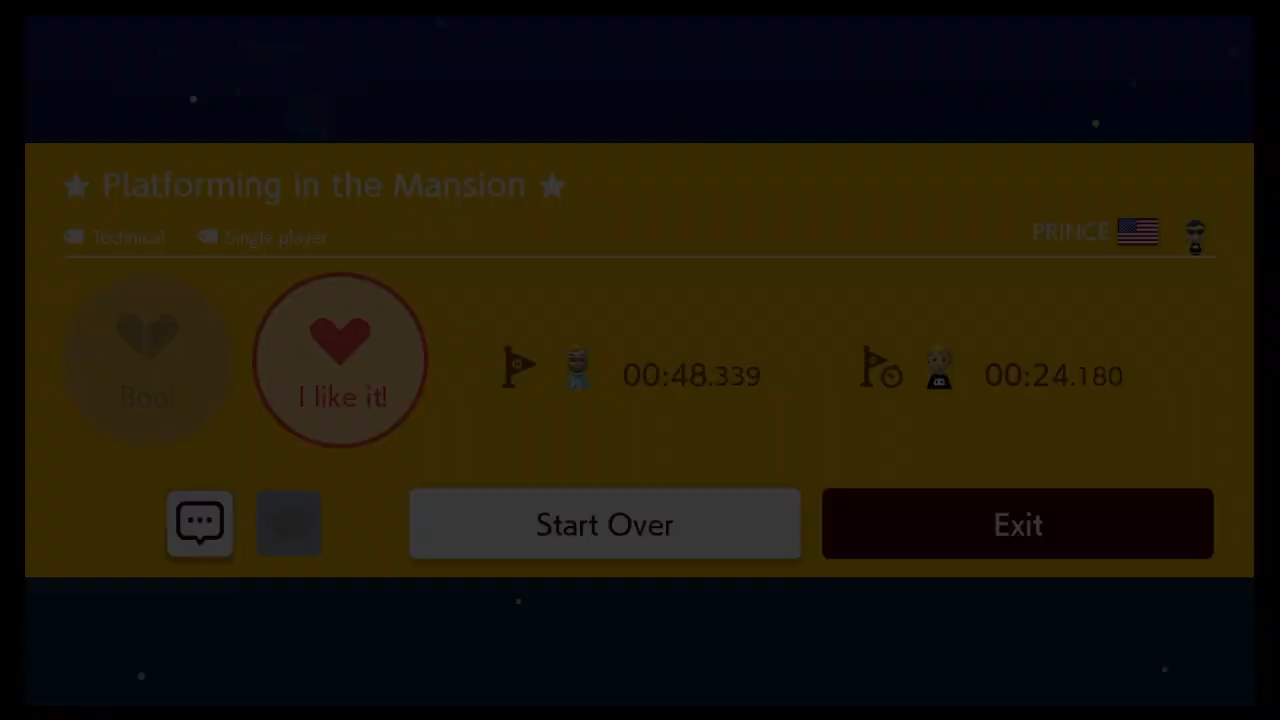 ★ Platforming in the Mansion ★
Technical Single player
PRINCE
Boo!
I like it!
00:48.339
00:24.180
Start Over
Exit